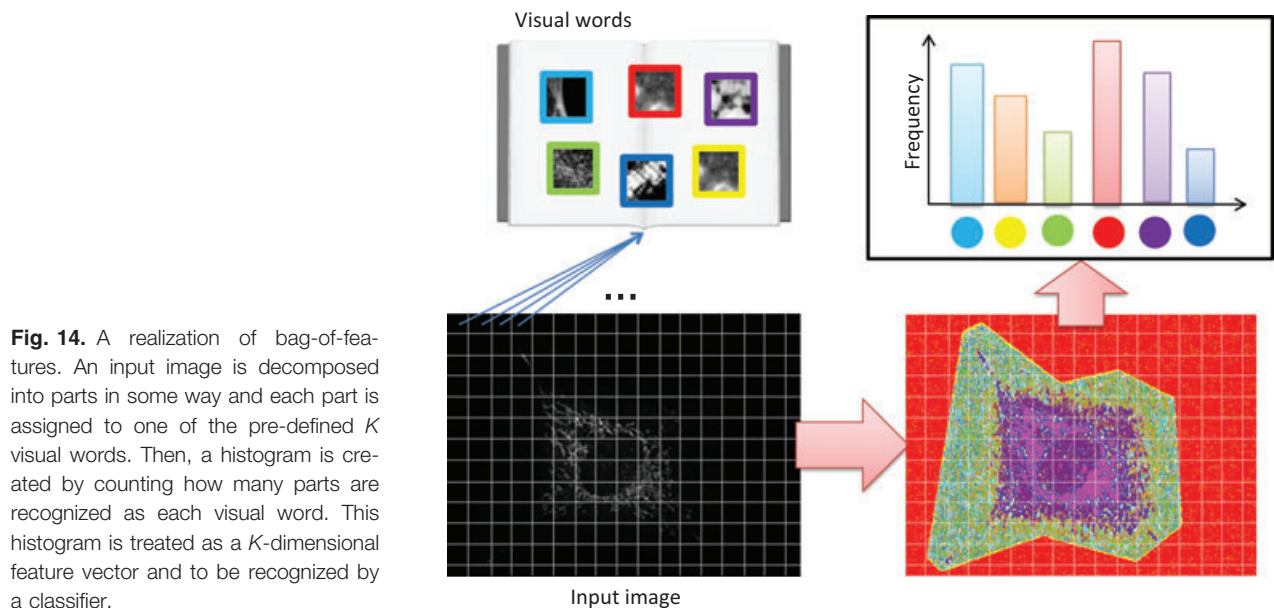 Visual words
Frequency
...
Fig. 14. A realization of bag-of-fea-
tures. An input image is decomposed
into parts in some way and each part is
assigned to one of the pre-defined K
visual words. Then, a histogram is cre-
ated by counting how many parts are
recognized as each visual word. This
histogram is treated as a K-dimensional
feature vector and to be recognized by
a classifier.
Input image